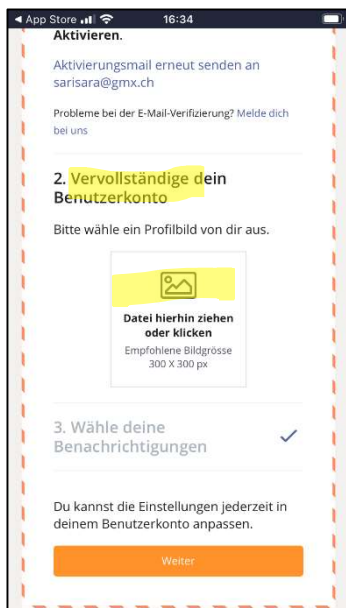 App Store 16:34
Aktivieren.
Aktivierungsmail erneut senden an
sarisara@gmx.ch
Probleme bei der E-Mail-Verifizierung? Melde dich
bei uns
2. Vervollständige dein
Benutzerkonto
Bitte wähle ein Profilbild von dir aus.
Datei hierhin ziehen
oder klicken
Empfohlene Bildgrösse
300 X 300 px
3. Wähle deine
Benachrichtigungen
Du kannst die Einstellungen jederzeit in
deinem Benutzerkonto anpassen.
Weiter